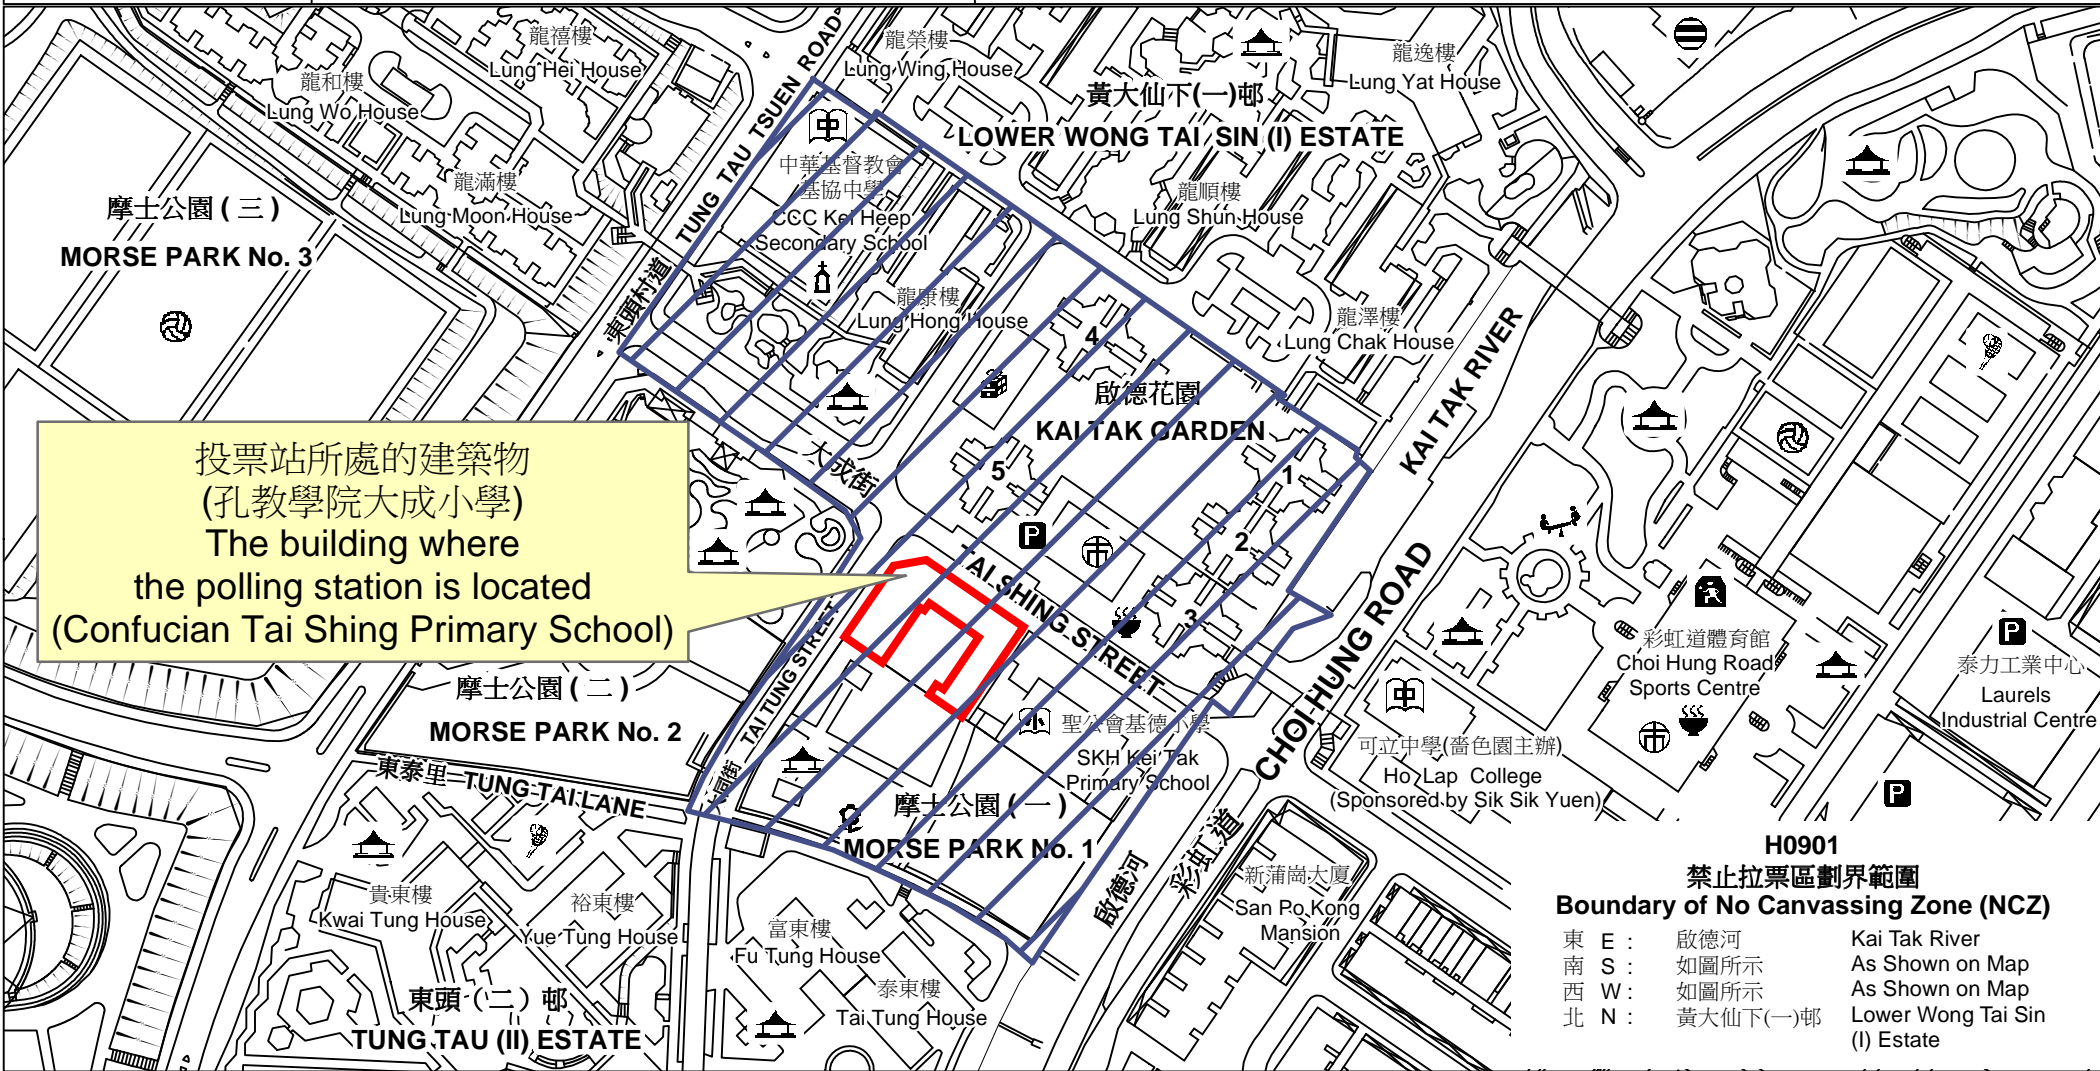 龍禧樓
Lung Hei House
龍和樓
Lung Wo House
龍滿樓
Lung Moon House
摩士公園 ( 三 )
MORSE PARK No. 3
TUNG TAU TSUEN ROAD
東頭村道
龍榮樓
Lung Wing House
龍逸樓
Lung Yat House
黃大仙下(一)邨
LOWER WONG TAI SIN (I) ESTATE
中
中華基督教會
基協中學
CCC Kei Heep
Secondary School
龍順樓
Lung Shun House
龍康樓
Lung Hong House
龍澤樓
Lung Chak House
KAI TAK RIVER
4
啟德花園
KAI TAK GARDEN
5
1
2
3
P
大成街
TAI SHING STREET
投票站所處的建築物
(孔教學院大成小學)
The building where
the polling station is located
(Confucian Tai Shing Primary School)
TAI TUNG STREET
大同街
摩士公園 ( 二 )
MORSE PARK No. 2
東泰里 TUNG TAI LANE
小
聖公會基德小學
SKH Kei Tak
Primary School
摩士公園 ( 一 )
MORSE PARK No. 1
CHOI HUNG ROAD
彩虹道
啟德河
中
可立中學(嗇色園主辦)
Ho Lap College
(Sponsored by Sik Sik Yuen)
彩虹道體育館
Choi Hung Road
Sports Centre
P
泰力工業中心
Laurels
Industrial Centre
P
新蒲崗大廈
San Po Kong
Mansion
貴東樓
Kwai Tung House
裕東樓
Yue Tung House
富東樓
Fu Tung House
泰東樓
Tai Tung House
東頭（二）邨
TUNG TAU (II) ESTATE
H0901
禁止拉票區劃界範圍
Boundary of No Canvassing Zone (NCZ)
東 E : 啟德河 Kai Tak River
南 S : 如圖所示 As Shown on Map
西 W : 如圖所示 As Shown on Map
北 N : 黃大仙下(一)邨 Lower Wong Tai Sin
(I) Estate